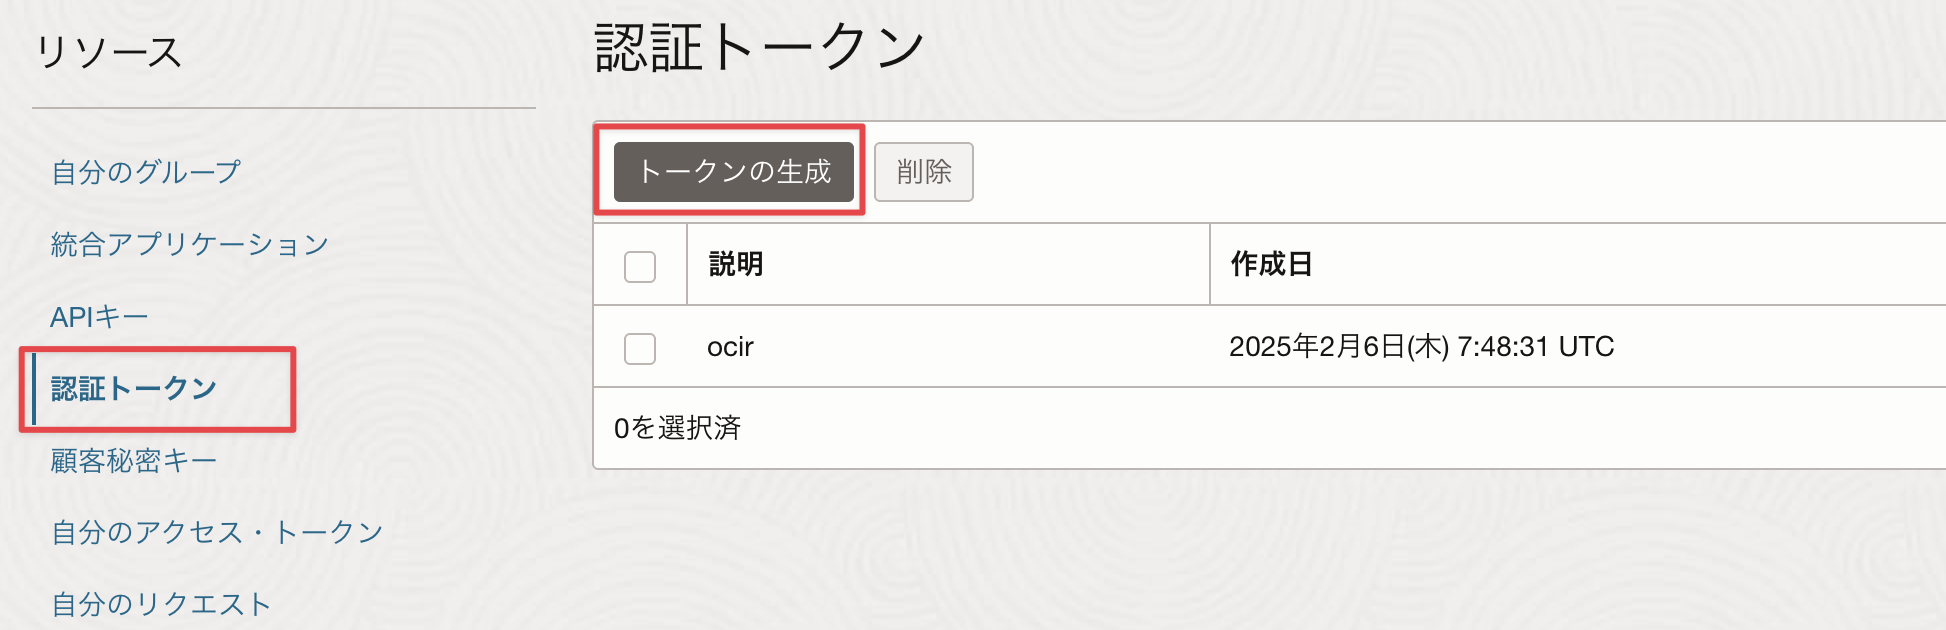 リソース
自分のグループ
統合アプリケーション
APIキー
認証トークン
顧客秘密キー
自分のアクセス・トークン
自分のリクエスト
認証トークン
トークンの生成 削除
説明 作成日
ocir 2025年2月6日(木) 7:48:31 UTC
0を選択済